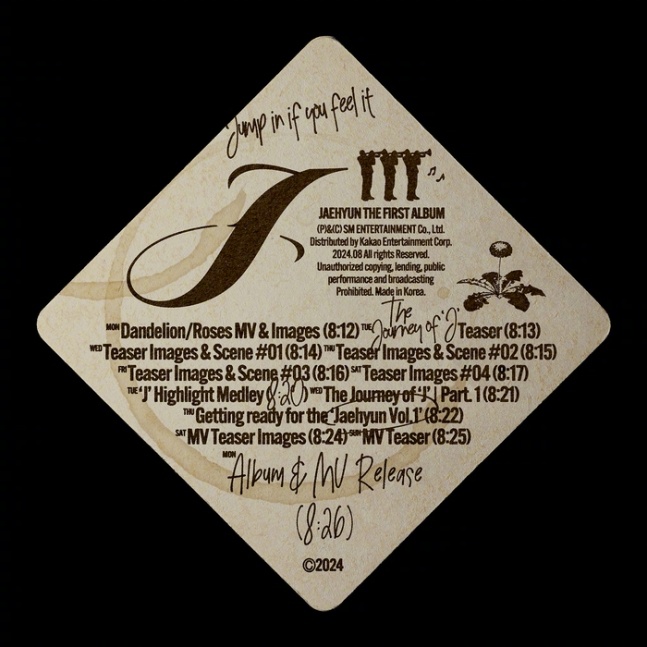 Jump in if you feel it
J
JAEHYUN THE FIRST ALBUM
(P)&(C) SM ENTERTAINMENT Co., Ltd.
Distributed by Kakao Entertainment Corp.
2024.08 All rights Reserved.
Unauthorized copying, lending, public
performance and broadcasting
Prohibited. Made in Korea.
MON Dandelion/Roses MV & Images (8:12) TUE The Journey of 'J' Teaser (8:13)
WED Teaser Images & Scene #01 (8:14) THU Teaser Images & Scene #02 (8:15)
FRI Teaser Images & Scene #03 (8:16) SAT Teaser Images #04 (8:17)
TUE 'J' Highlight Medley (8:20) WED The Journey of 'J' | Part. 1 (8:21)
THU Getting ready for the 'Jaehyun Vol.1' (8:22)
SAT MV Teaser Images (8:24) SUN MV Teaser (8:25)
MON Album & MV Release
(8:26)
©2024